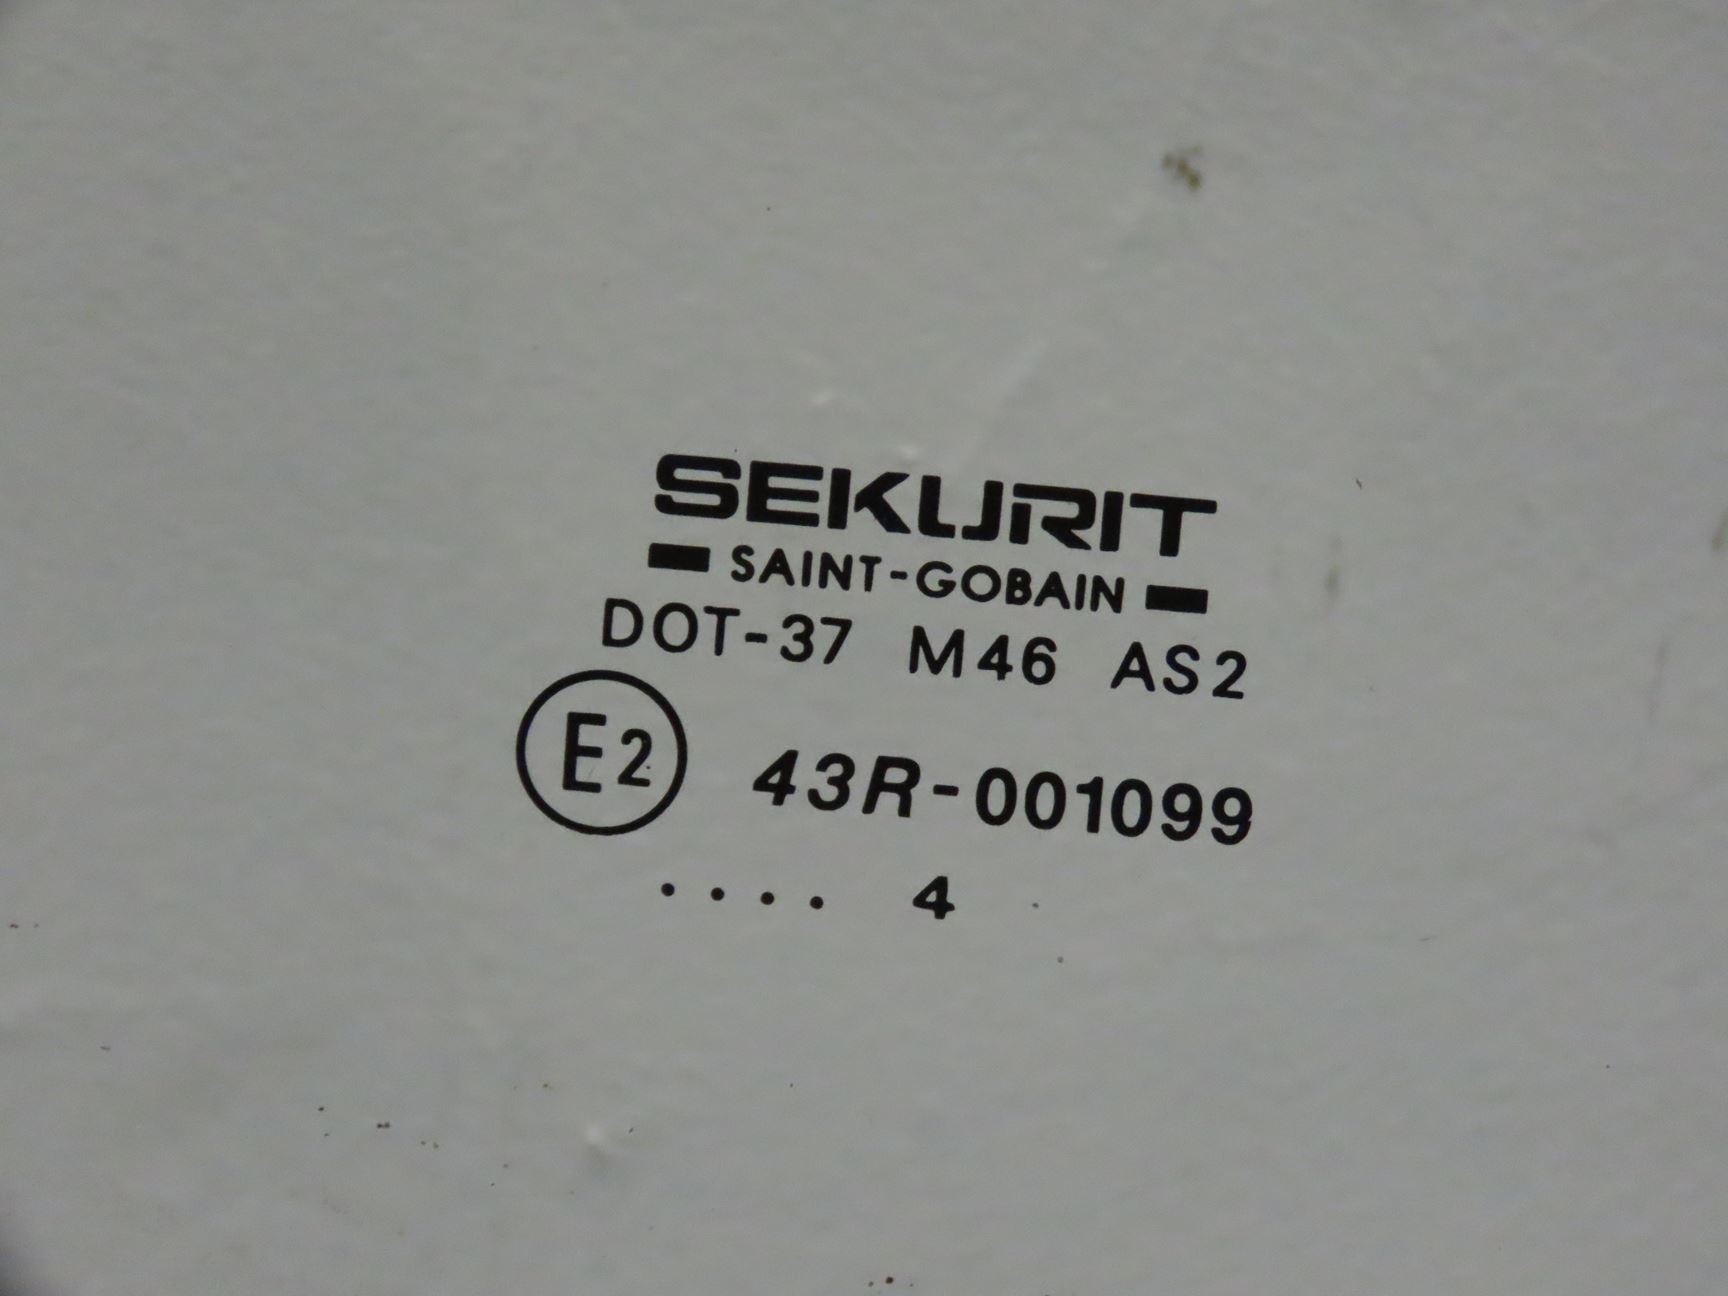 SEKURIT
SAINT-GOBAIN
DOT-37 M46 AS2
E2 43R-001099
.... 4